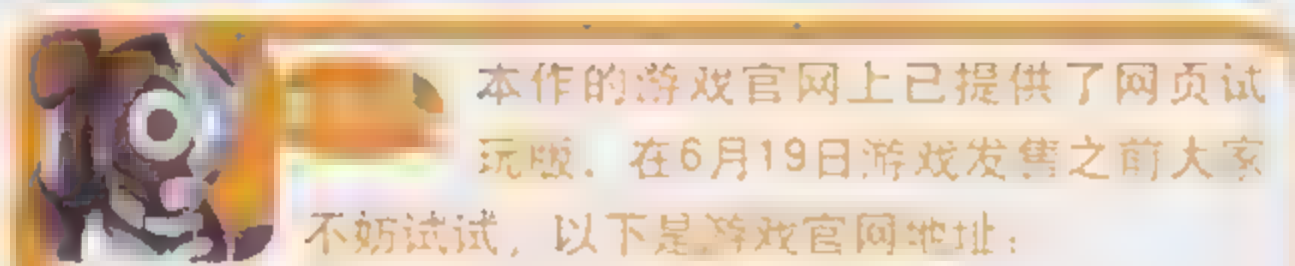 本作的游戏官网上已提供了网页试
玩版。在6月19日游戏发售之前大家
不妨试试，以下是游戏官网地址：